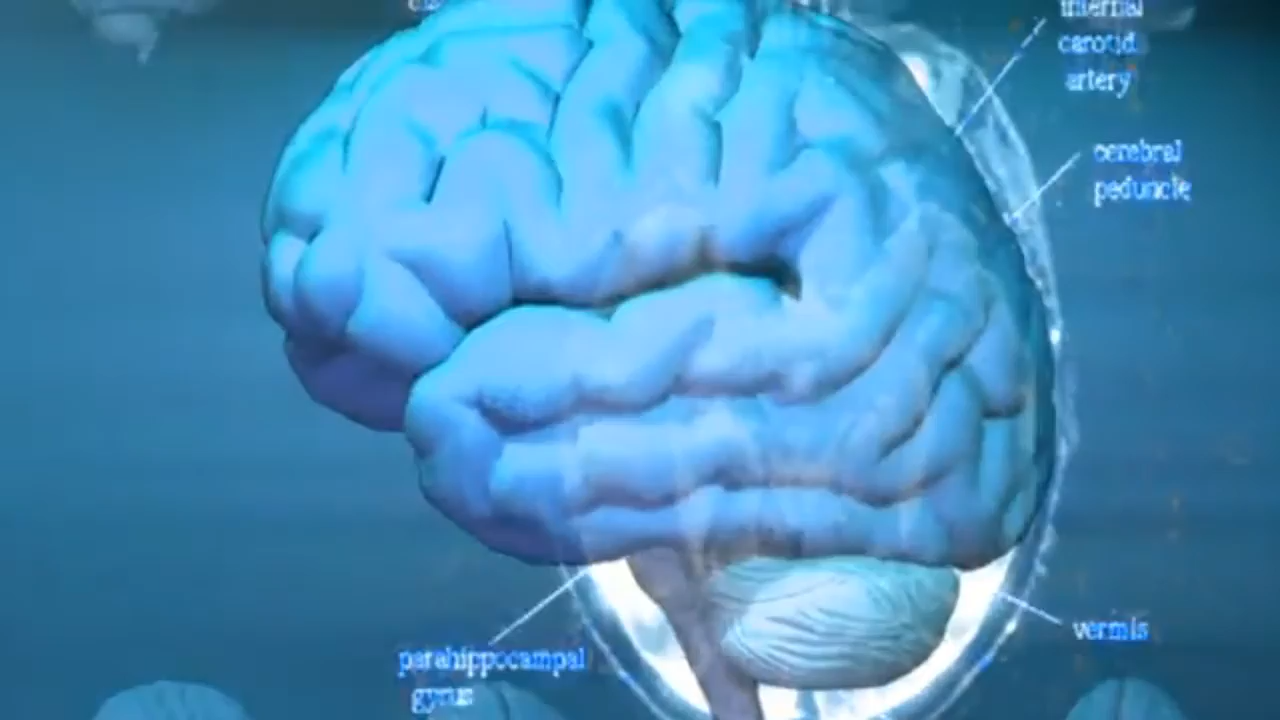 internal
carotid
artery
cerebral
peduncle
vermis
parahippocampal
gyrus